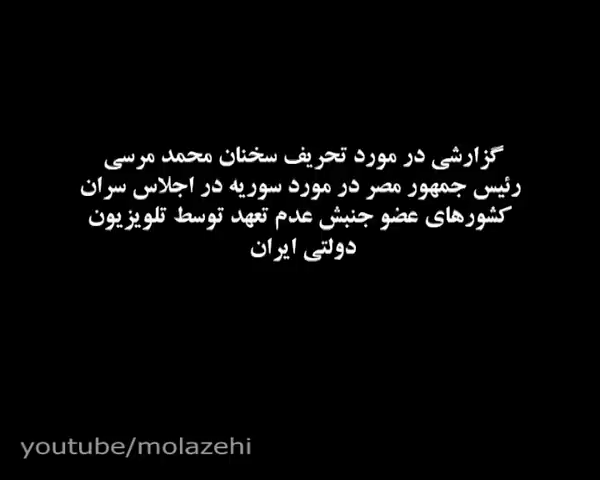 گزارشی در مورد تحریف سخنان محمد مرسی
رئیس جمهور مصر در مورد سوریه در اجلاس سران
کشورهای عضو جنبش عدم تعهد توسط تلویزیون
دولتی ایران
youtube/molazehi